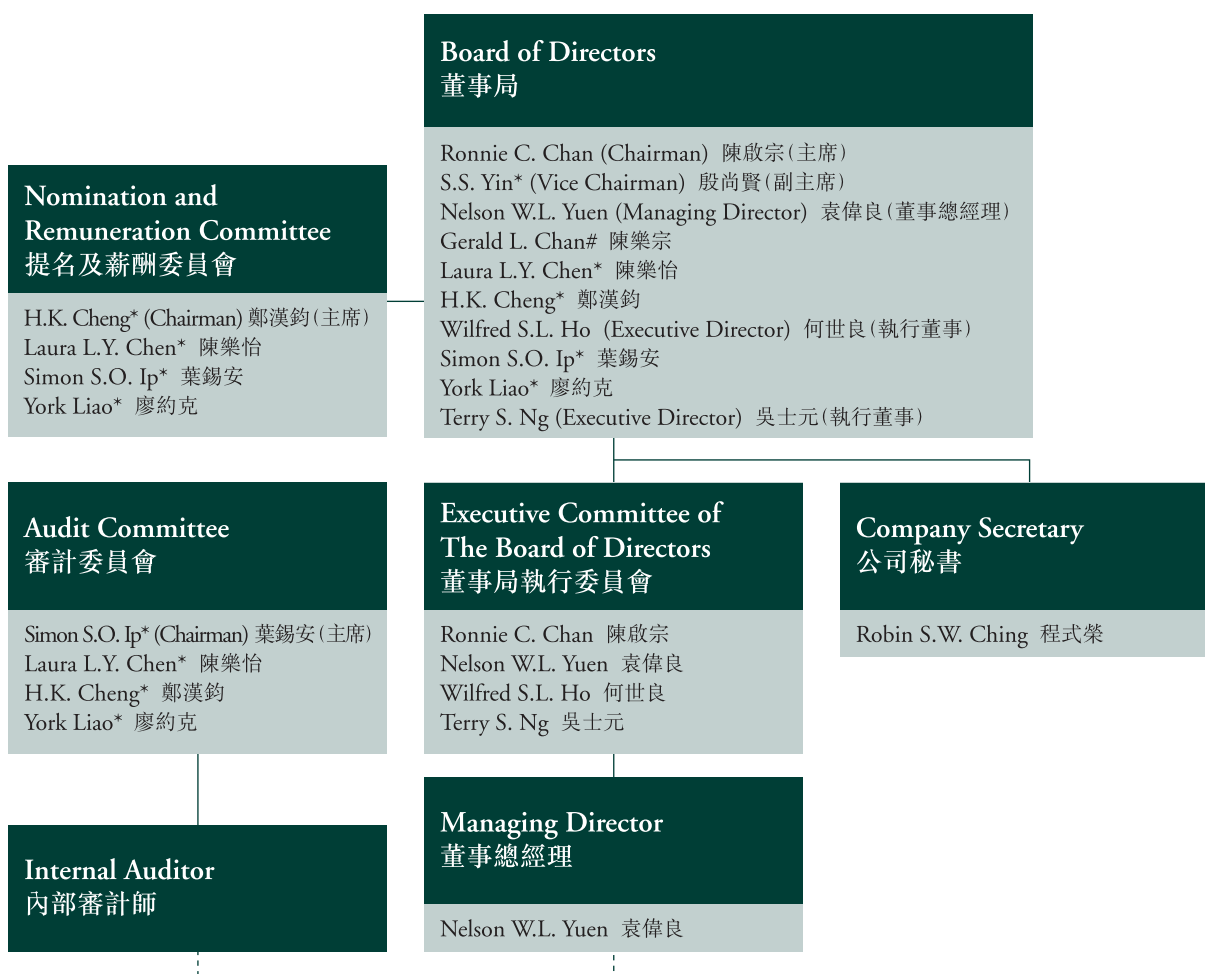 Board of Directors
董事局
Ronnie C. Chan (Chairman) 陳啟宗(主席)
S.S. Yin* (Vice Chairman) 殷尚賢(副主席)
Nelson W.L. Yuen (Managing Director) 袁偉良(董事總經理)
Gerald L. Chan# 陳樂宗
Laura L.Y. Chen* 陳樂怡
H.K. Cheng* 鄭漢鈞
Wilfred S.L. Ho (Executive Director) 何世良(執行董事)
Simon S.O. Ip* 葉錫安
York Liao* 廖約克
Terry S. Ng (Executive Director) 吳士元(執行董事)
Nomination and
Remuneration Committee
提名及薪酬委員會
H.K. Cheng* (Chairman) 鄭漢鈞(主席)
Laura L.Y. Chen* 陳樂怡
Simon S.O. Ip* 葉錫安
York Liao* 廖約克
Audit Committee
審計委員會
Simon S.O. Ip* (Chairman) 葉錫安(主席)
Laura L.Y. Chen* 陳樂怡
H.K. Cheng* 鄭漢鈞
York Liao* 廖約克
Executive Committee of
The Board of Directors
董事局執行委員會
Ronnie C. Chan 陳啟宗
Nelson W.L. Yuen 袁偉良
Wilfred S.L. Ho 何世良
Terry S. Ng 吳士元
Company Secretary
公司秘書
Robin S.W. Ching 程式榮
Internal Auditor
內部審計師
Managing Director
董事總經理
Nelson W.L. Yuen 袁偉良